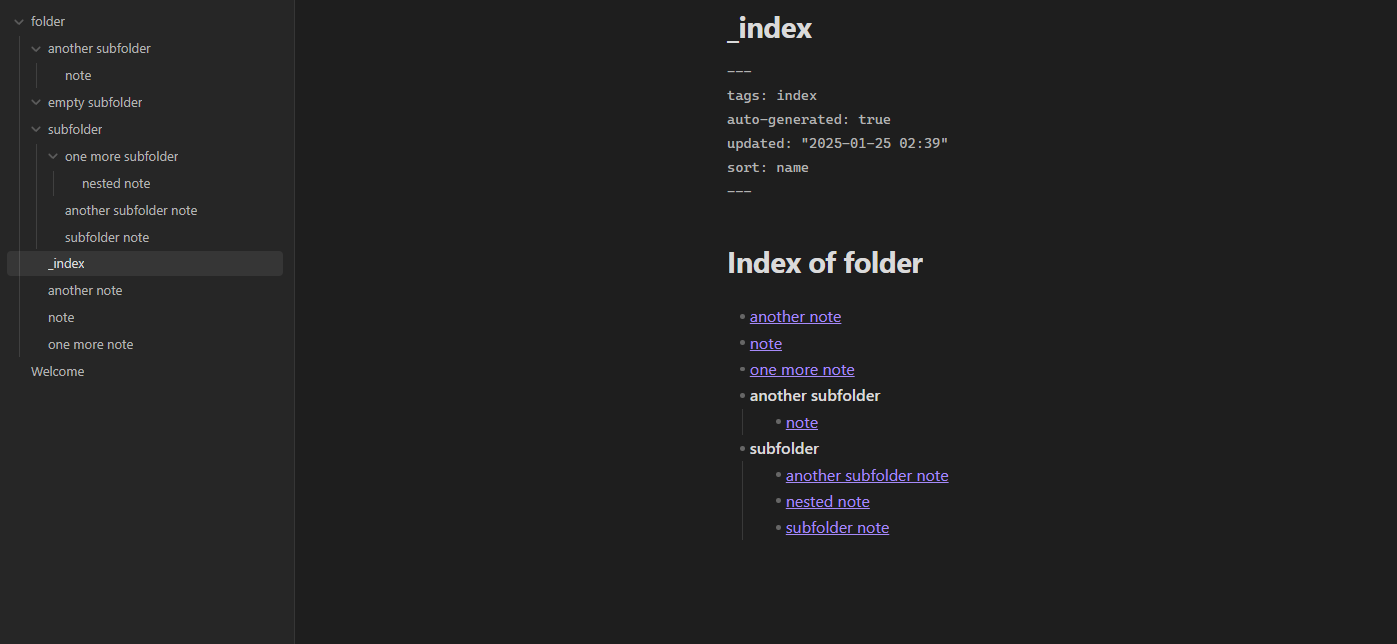 folder
another subfolder
note
empty subfolder
subfolder
one more subfolder
nested note
another subfolder note
subfolder note
_index
another note
note
one more note
Welcome
_index
---
tags: index
auto-generated: true
updated: "2025-01-25 02:39"
sort: name
---
Index of folder
another note
note
one more note
another subfolder
note
subfolder
another subfolder note
nested note
subfolder note